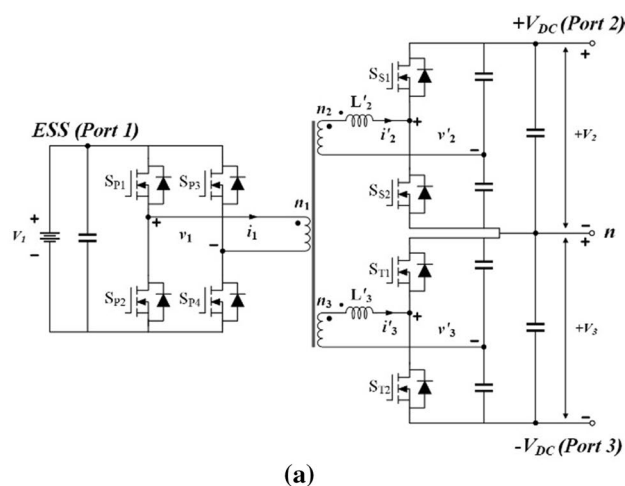 +V_DC (Port 2)
+
S_S1
n_2
L'_2
+
+V_2
ESS (Port 1)
i'_2
v'_2
-
S_P1
S_P3
S_S2
n_1
+
+
-
n
V_1
v_1
i_1
-
+
-
S_T1
n_3
L'_3
+
S_P2
S_P4
i'_3
v'_3
+V_3
-
S_T2
-
-V_DC (Port 3)
(a)